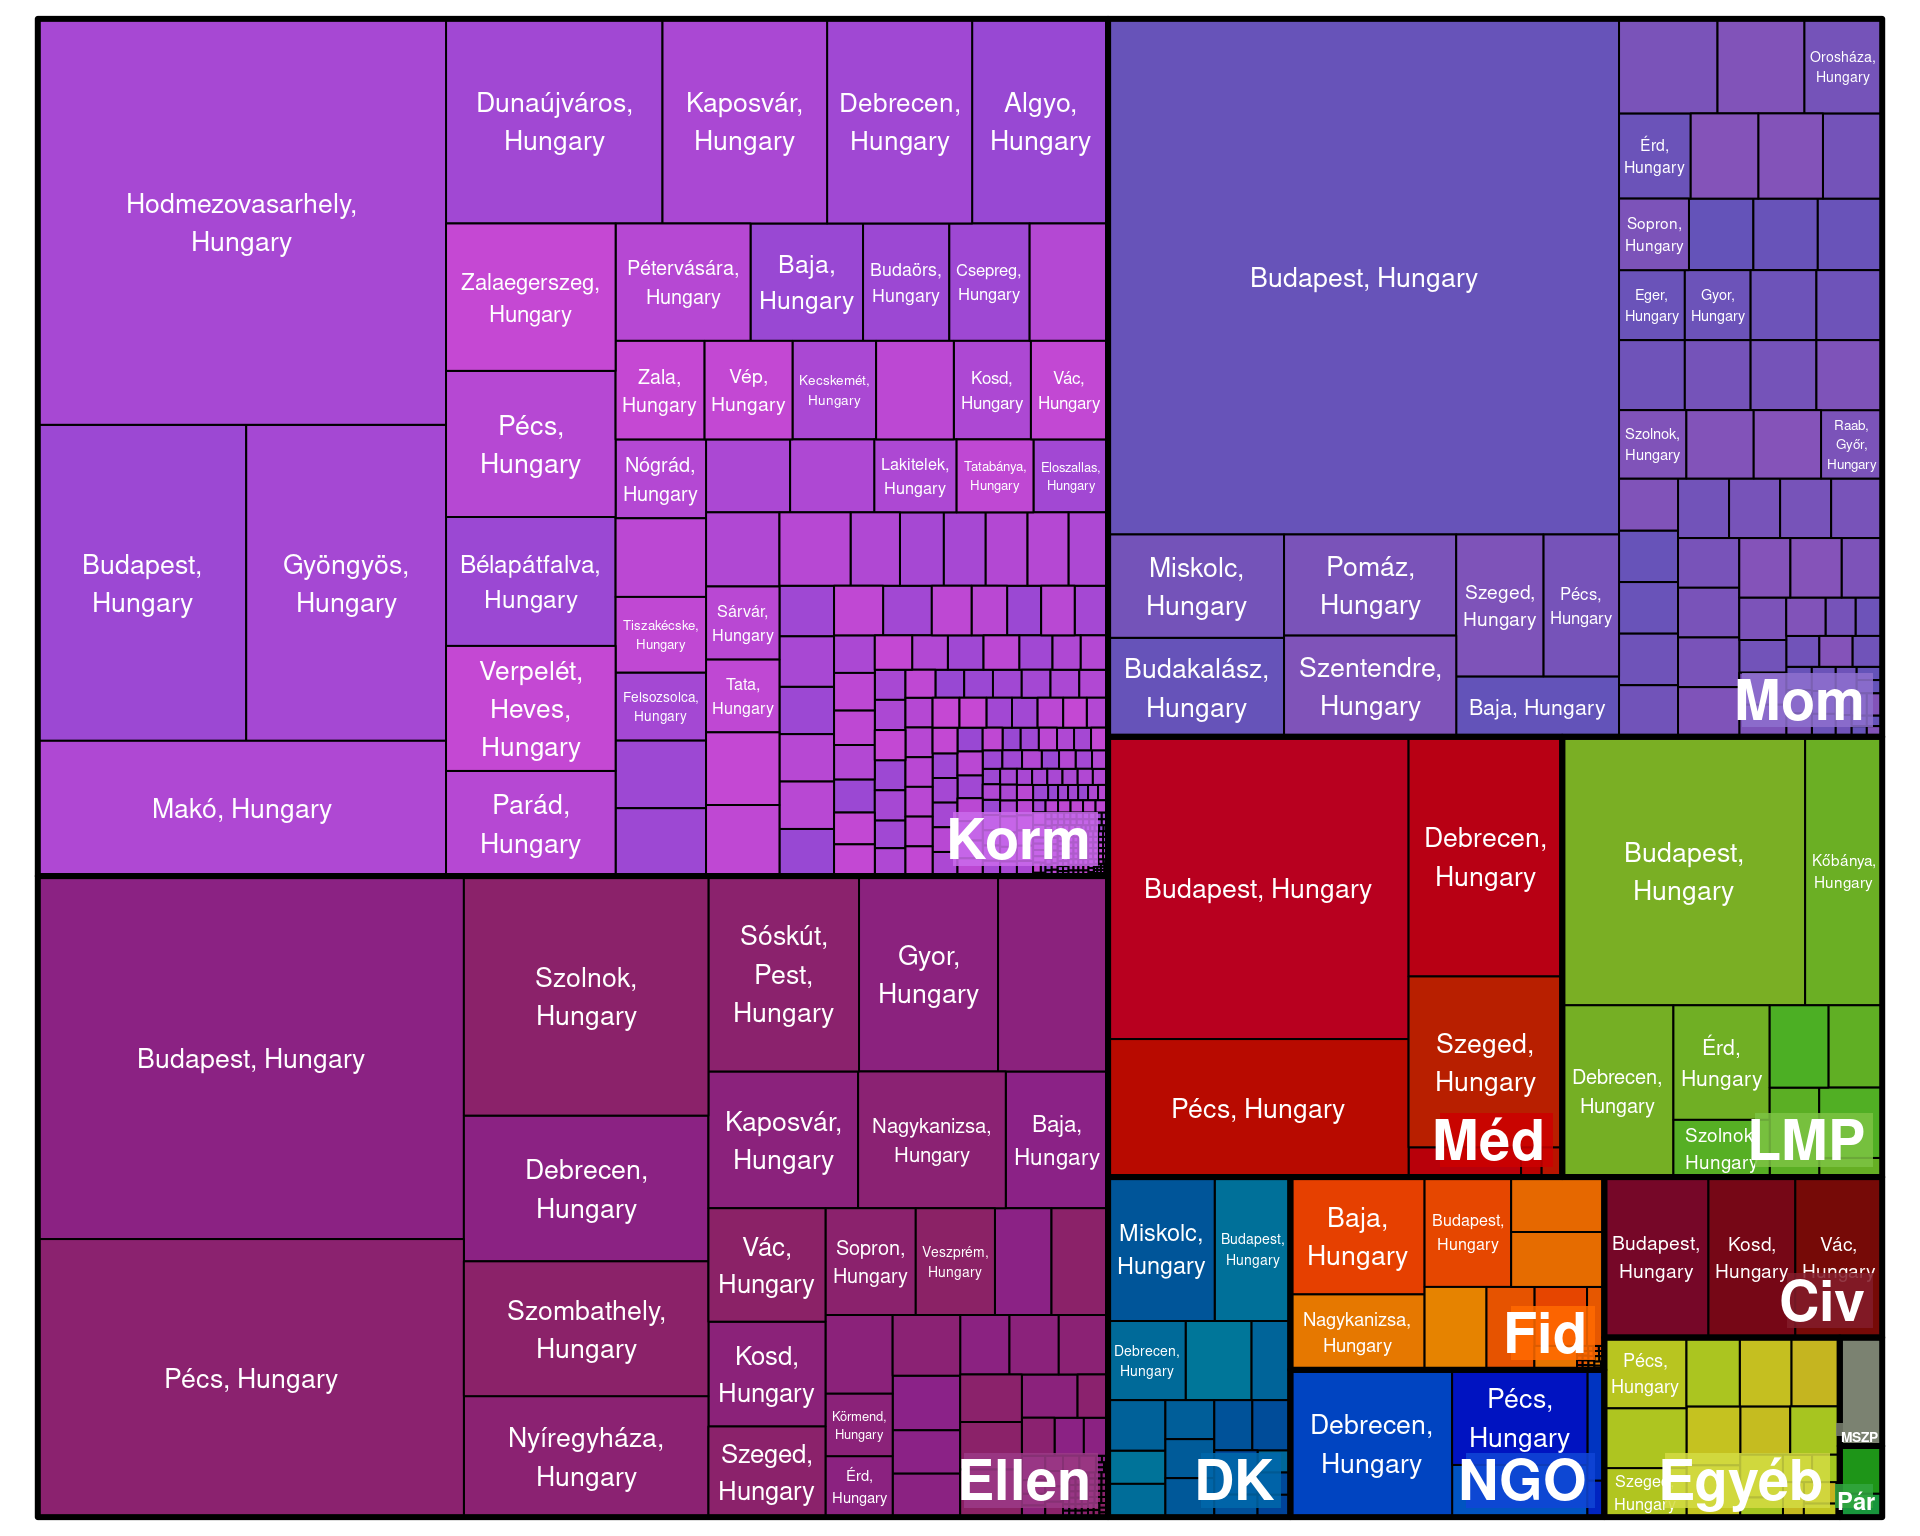 Hodmezovasarhely,
Hungary
Dunaújváros,
Hungary
Kaposvár,
Hungary
Debrecen,
Hungary
Algyo,
Hungary
Zalaegerszeg,
Hungary
Pétervására,
Hungary
Baja,
Hungary
Budaörs,
Hungary
Csepreg,
Hungary
Zala,
Hungary
Vép,
Hungary
Kecskemét,
Hungary
Kosd,
Hungary
Vác,
Hungary
Pécs,
Hungary
Nógrád,
Hungary
Lakitelek,
Hungary
Tatabánya,
Hungary
Eloszallas,
Hungary
Budapest,
Hungary
Gyöngyös,
Hungary
Bélapátfalva,
Hungary
Tiszakécske,
Hungary
Sárvár,
Hungary
Verpelét,
Heves,
Hungary
Felsozsolca,
Hungary
Tata,
Hungary
Makó, Hungary
Parád,
Hungary
Korm
Budapest, Hungary
Orosháza,
Hungary
Érd,
Hungary
Sopron,
Hungary
Eger,
Hungary
Gyor,
Hungary
Szolnok,
Hungary
Raab,
Győr,
Hungary
Miskolc,
Hungary
Pomáz,
Hungary
Szeged,
Hungary
Pécs,
Hungary
Budakalász,
Hungary
Szentendre,
Hungary
Baja, Hungary
Mom
Budapest, Hungary
Pécs, Hungary
Szolnok,
Hungary
Debrecen,
Hungary
Szombathely,
Hungary
Nyíregyháza,
Hungary
Sóskút,
Pest,
Hungary
Gyor,
Hungary
Kaposvár,
Hungary
Nagykanizsa,
Hungary
Baja,
Hungary
Vác,
Hungary
Sopron,
Hungary
Veszprém,
Hungary
Kosd,
Hungary
Körmend,
Hungary
Szeged,
Hungary
Érd,
Hungary
Ellen
Budapest, Hungary
Debrecen,
Hungary
Pécs, Hungary
Szeged,
Hungary
Méd
Budapest,
Hungary
Kőbánya,
Hungary
Debrecen,
Hungary
Érd,
Hungary
Szolnok
Hungary
LMP
Miskolc,
Hungary
Budapest,
Hungary
Debrecen,
Hungary
DK
Baja,
Hungary
Budapest,
Hungary
Nagykanizsa,
Hungary
Fid
Debrecen,
Hungary
Pécs,
Hungary
NGO
Budapest,
Hungary
Kosd,
Hungary
Vác,
Hungary
Civ
Pécs,
Hungary
Szeged
Hungary
Egyéb
MSZP
Pár